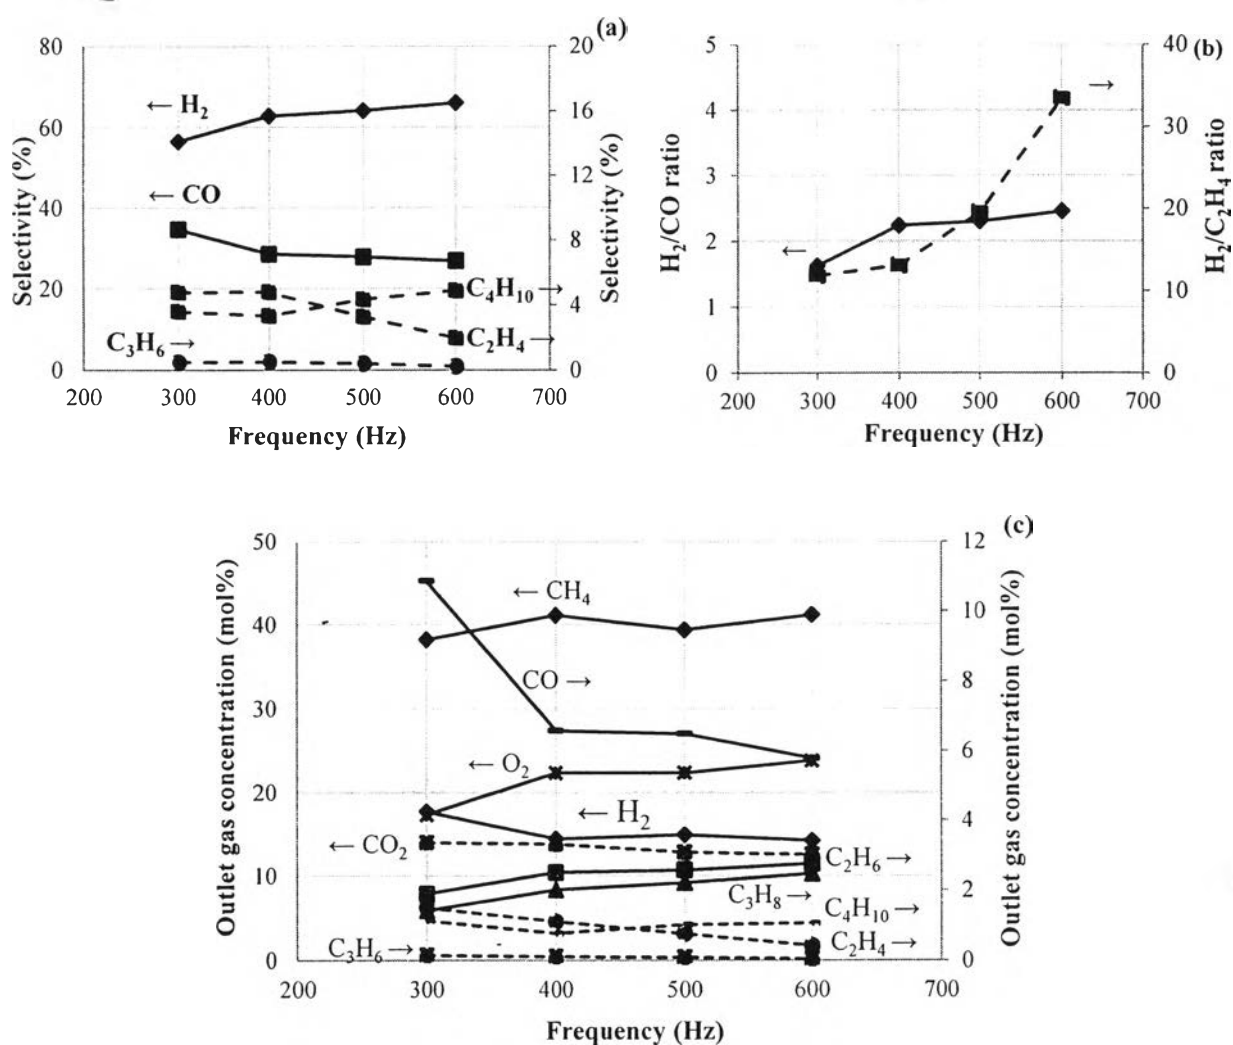 (a)
80
60
40
20
0
Selectivity (%)
20
16
12
8
4
0
Selectivity (%)
← H₂
← CO
C₄H₁₀ →
C₂H₄ →
C₃H₆ →
200 300 400 500 600 700
Frequency (Hz)
(b)
5
4
3
2
1
0
H₂/CO ratio
40
30
20
10
0
H₂/C₂H₄ ratio
→
←
200 300 400 500 600 700
Frequency (Hz)
(c)
50
40
30
20
10
0
Outlet gas concentration (mol%)
12
10
8
6
4
2
0
Outlet gas concentration (mol%)
← CH₄
CO →
← O₂
← H₂
← CO₂
C₂H₆ →
C₃H₈ →
C₄H₁₀ →
C₂H₄ →
C₃H₆ →
200 300 400 500 600 700
Frequency (Hz)